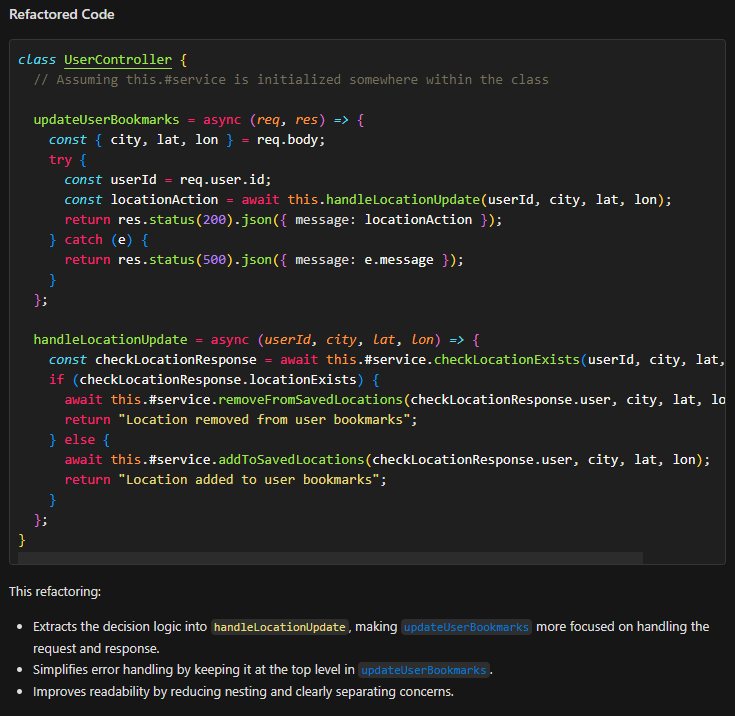 Refactored Code
class UserController {
// Assuming this.#service is initialized somewhere within the class
updateUserBookmarks = async (req, res) => {
const { city, lat, lon } = req.body;
try {
const userId = req.user.id;
const locationAction = await this.handleLocationUpdate(userId, city, lat, lon);
return res.status(200).json({ message: locationAction });
} catch (e) {
return res.status(500).json({ message: e.message });
}
};
handleLocationUpdate = async (userId, city, lat, lon) => {
const checkLocationResponse = await this.#service.checkLocationExists(userId, city, lat,
if (checkLocationResponse.locationExists) {
await this.#service.removeFromSavedLocations(checkLocationResponse.user, city, lat, lo
return "Location removed from user bookmarks";
} else {
await this.#service.addToSavedLocations(checkLocationResponse.user, city, lat, lon);
return "Location added to user bookmarks";
}
};
}
This refactoring:
• Extracts the decision logic into handleLocationUpdate, making updateUserBookmarks more focused on handling the
request and response.
• Simplifies error handling by keeping it at the top level in updateUserBookmarks.
• Improves readability by reducing nesting and clearly separating concerns.